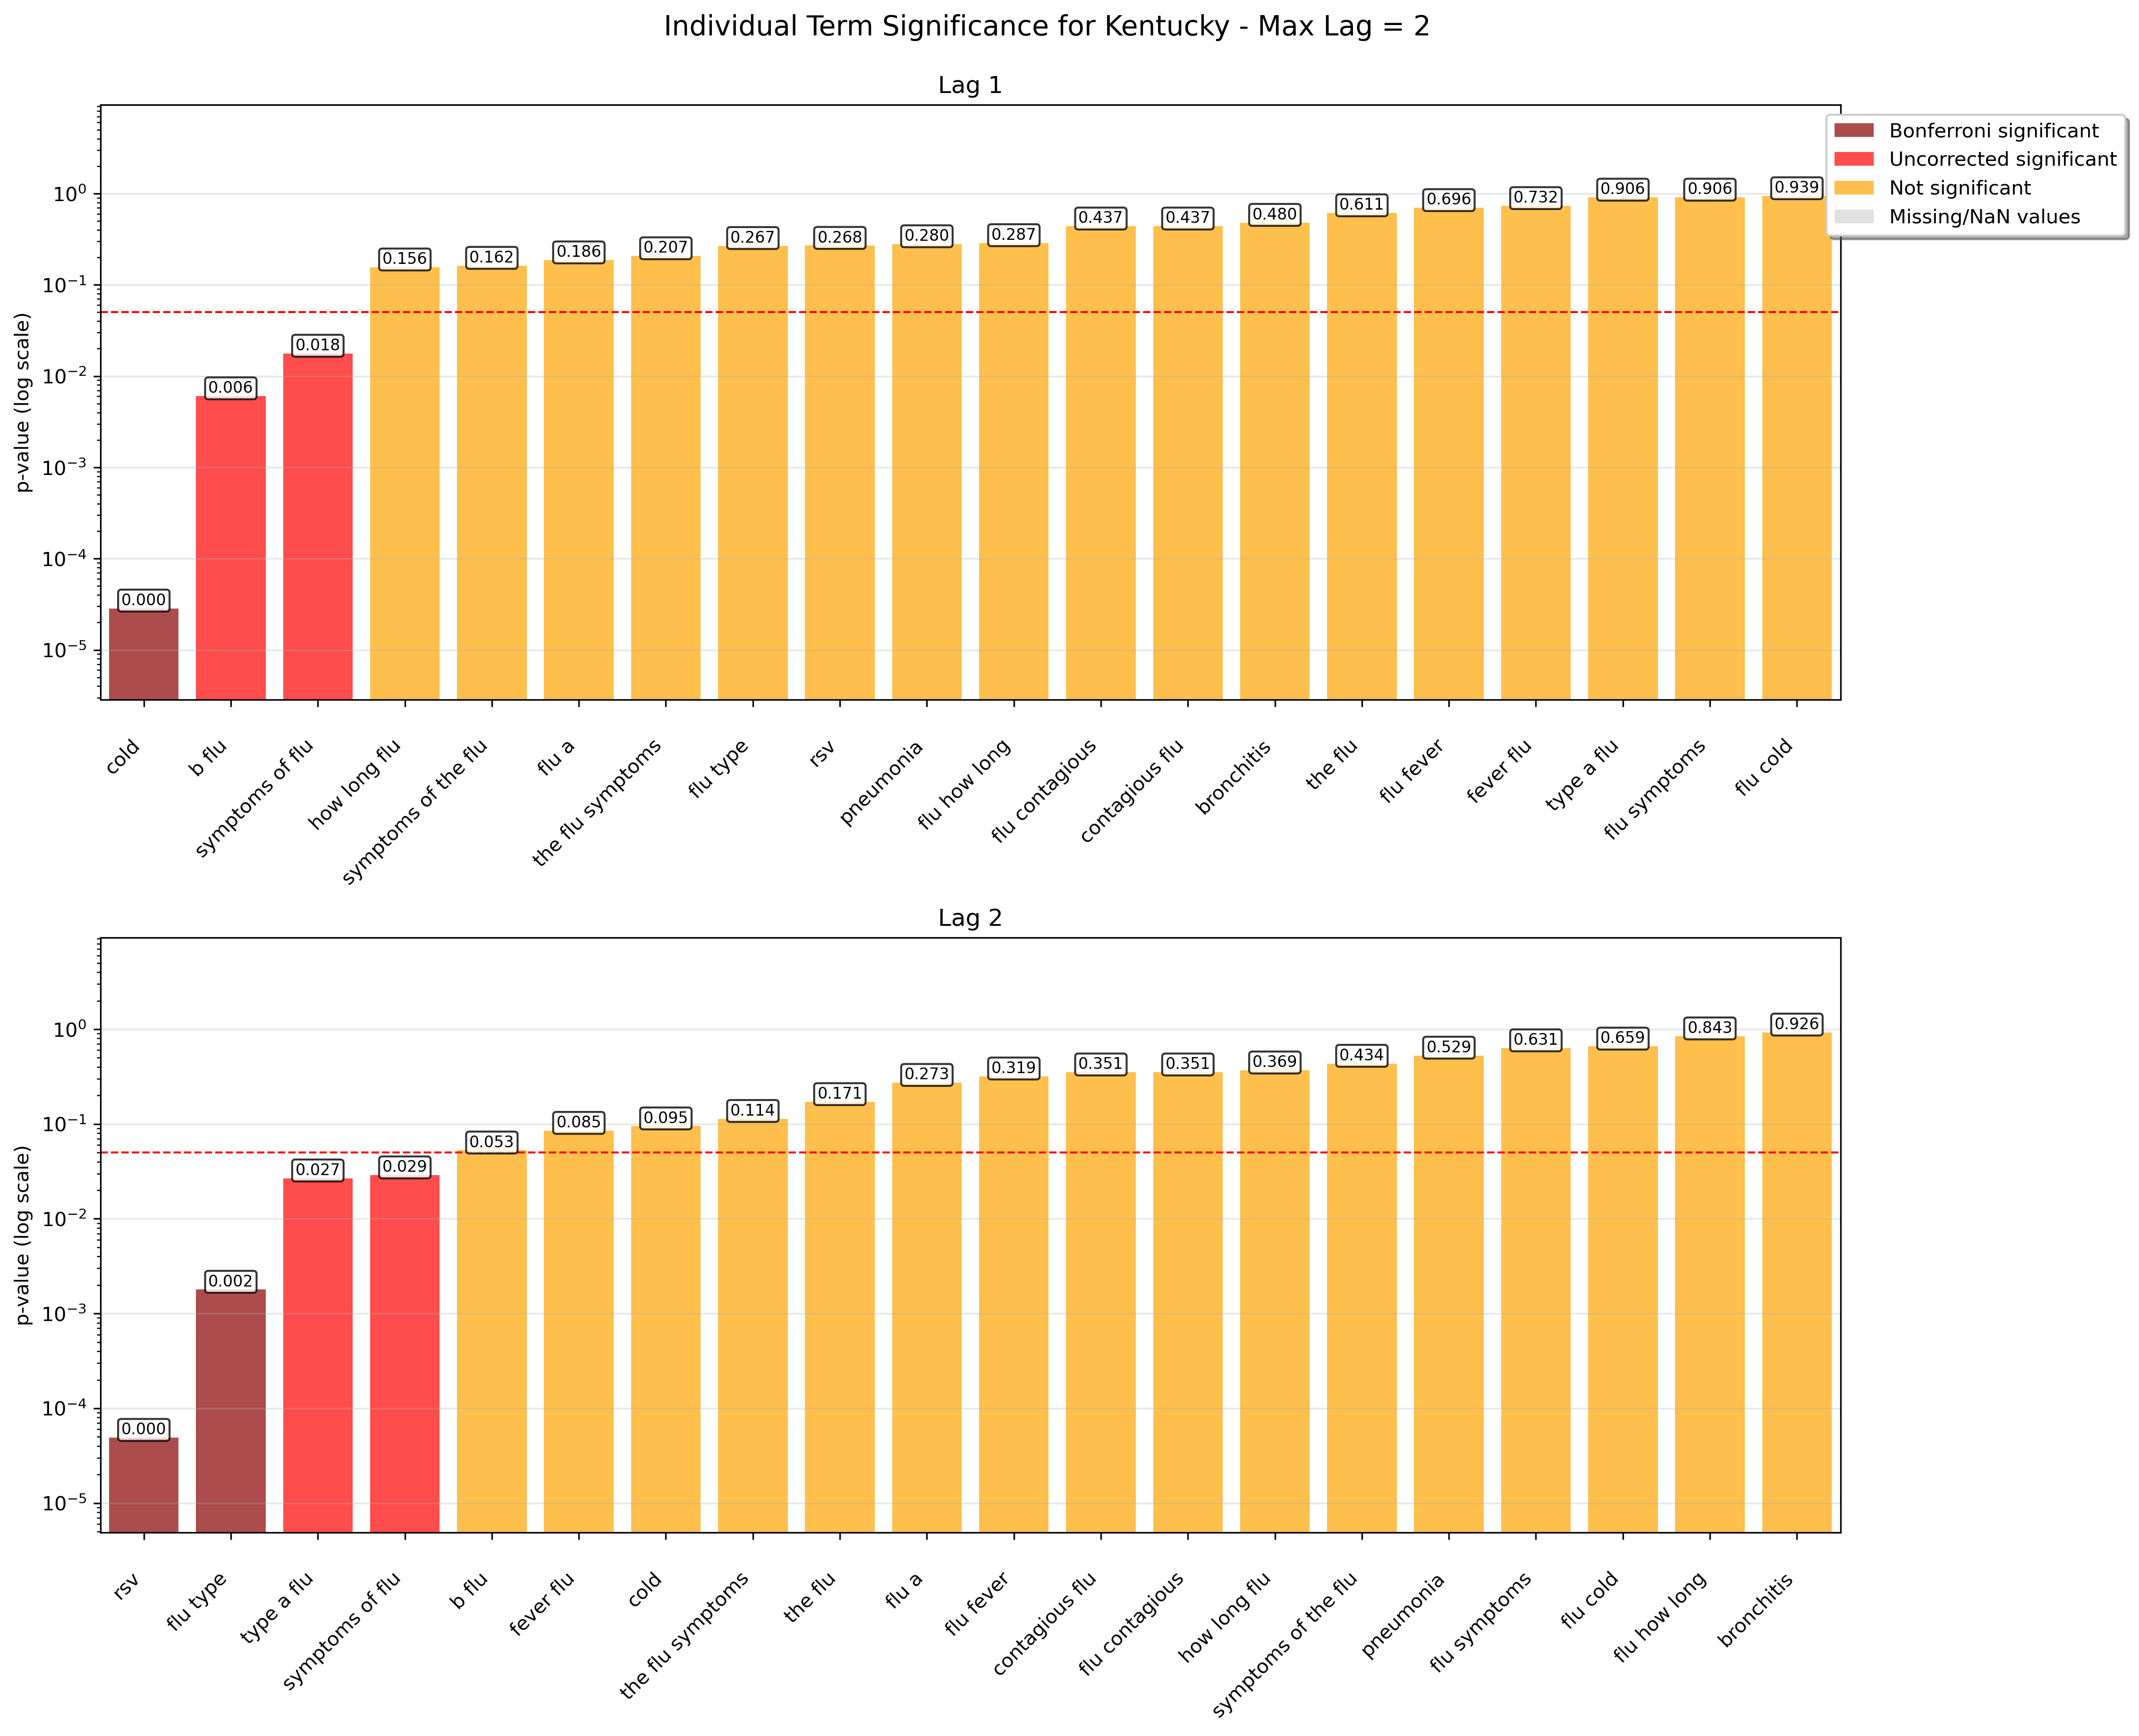 Individual Term Significance for Kentucky - Max Lag = 2
Lag 1
Bonferroni significant
Uncorrected significant
Not significant
Missing/NaN values
p-value (log scale)
10⁰
10⁻¹
10⁻²
10⁻³
10⁻⁴
10⁻⁵
0.000 0.006 0.018 0.156 0.162 0.186 0.207 0.267 0.268 0.280 0.287 0.437 0.437 0.480 0.611 0.696 0.732 0.906 0.906 0.939
cold
b flu
symptoms of flu
how long flu
symptoms of the flu
flu a
the flu symptoms
flu type
rsv
pneumonia
flu how long
flu contagious
contagious flu
bronchitis
the flu
flu fever
fever flu
type a flu
flu symptoms
flu cold
Lag 2
p-value (log scale)
10⁰
10⁻¹
10⁻²
10⁻³
10⁻⁴
10⁻⁵
0.000 0.002 0.027 0.029 0.053 0.085 0.095 0.114 0.171 0.273 0.319 0.351 0.351 0.369 0.434 0.529 0.631 0.659 0.843 0.926
rsv
flu type
type a flu
symptoms of flu
b flu
fever flu
cold
the flu symptoms
the flu
flu a
flu fever
contagious flu
flu contagious
how long flu
symptoms of the flu
pneumonia
flu symptoms
flu cold
flu how long
bronchitis